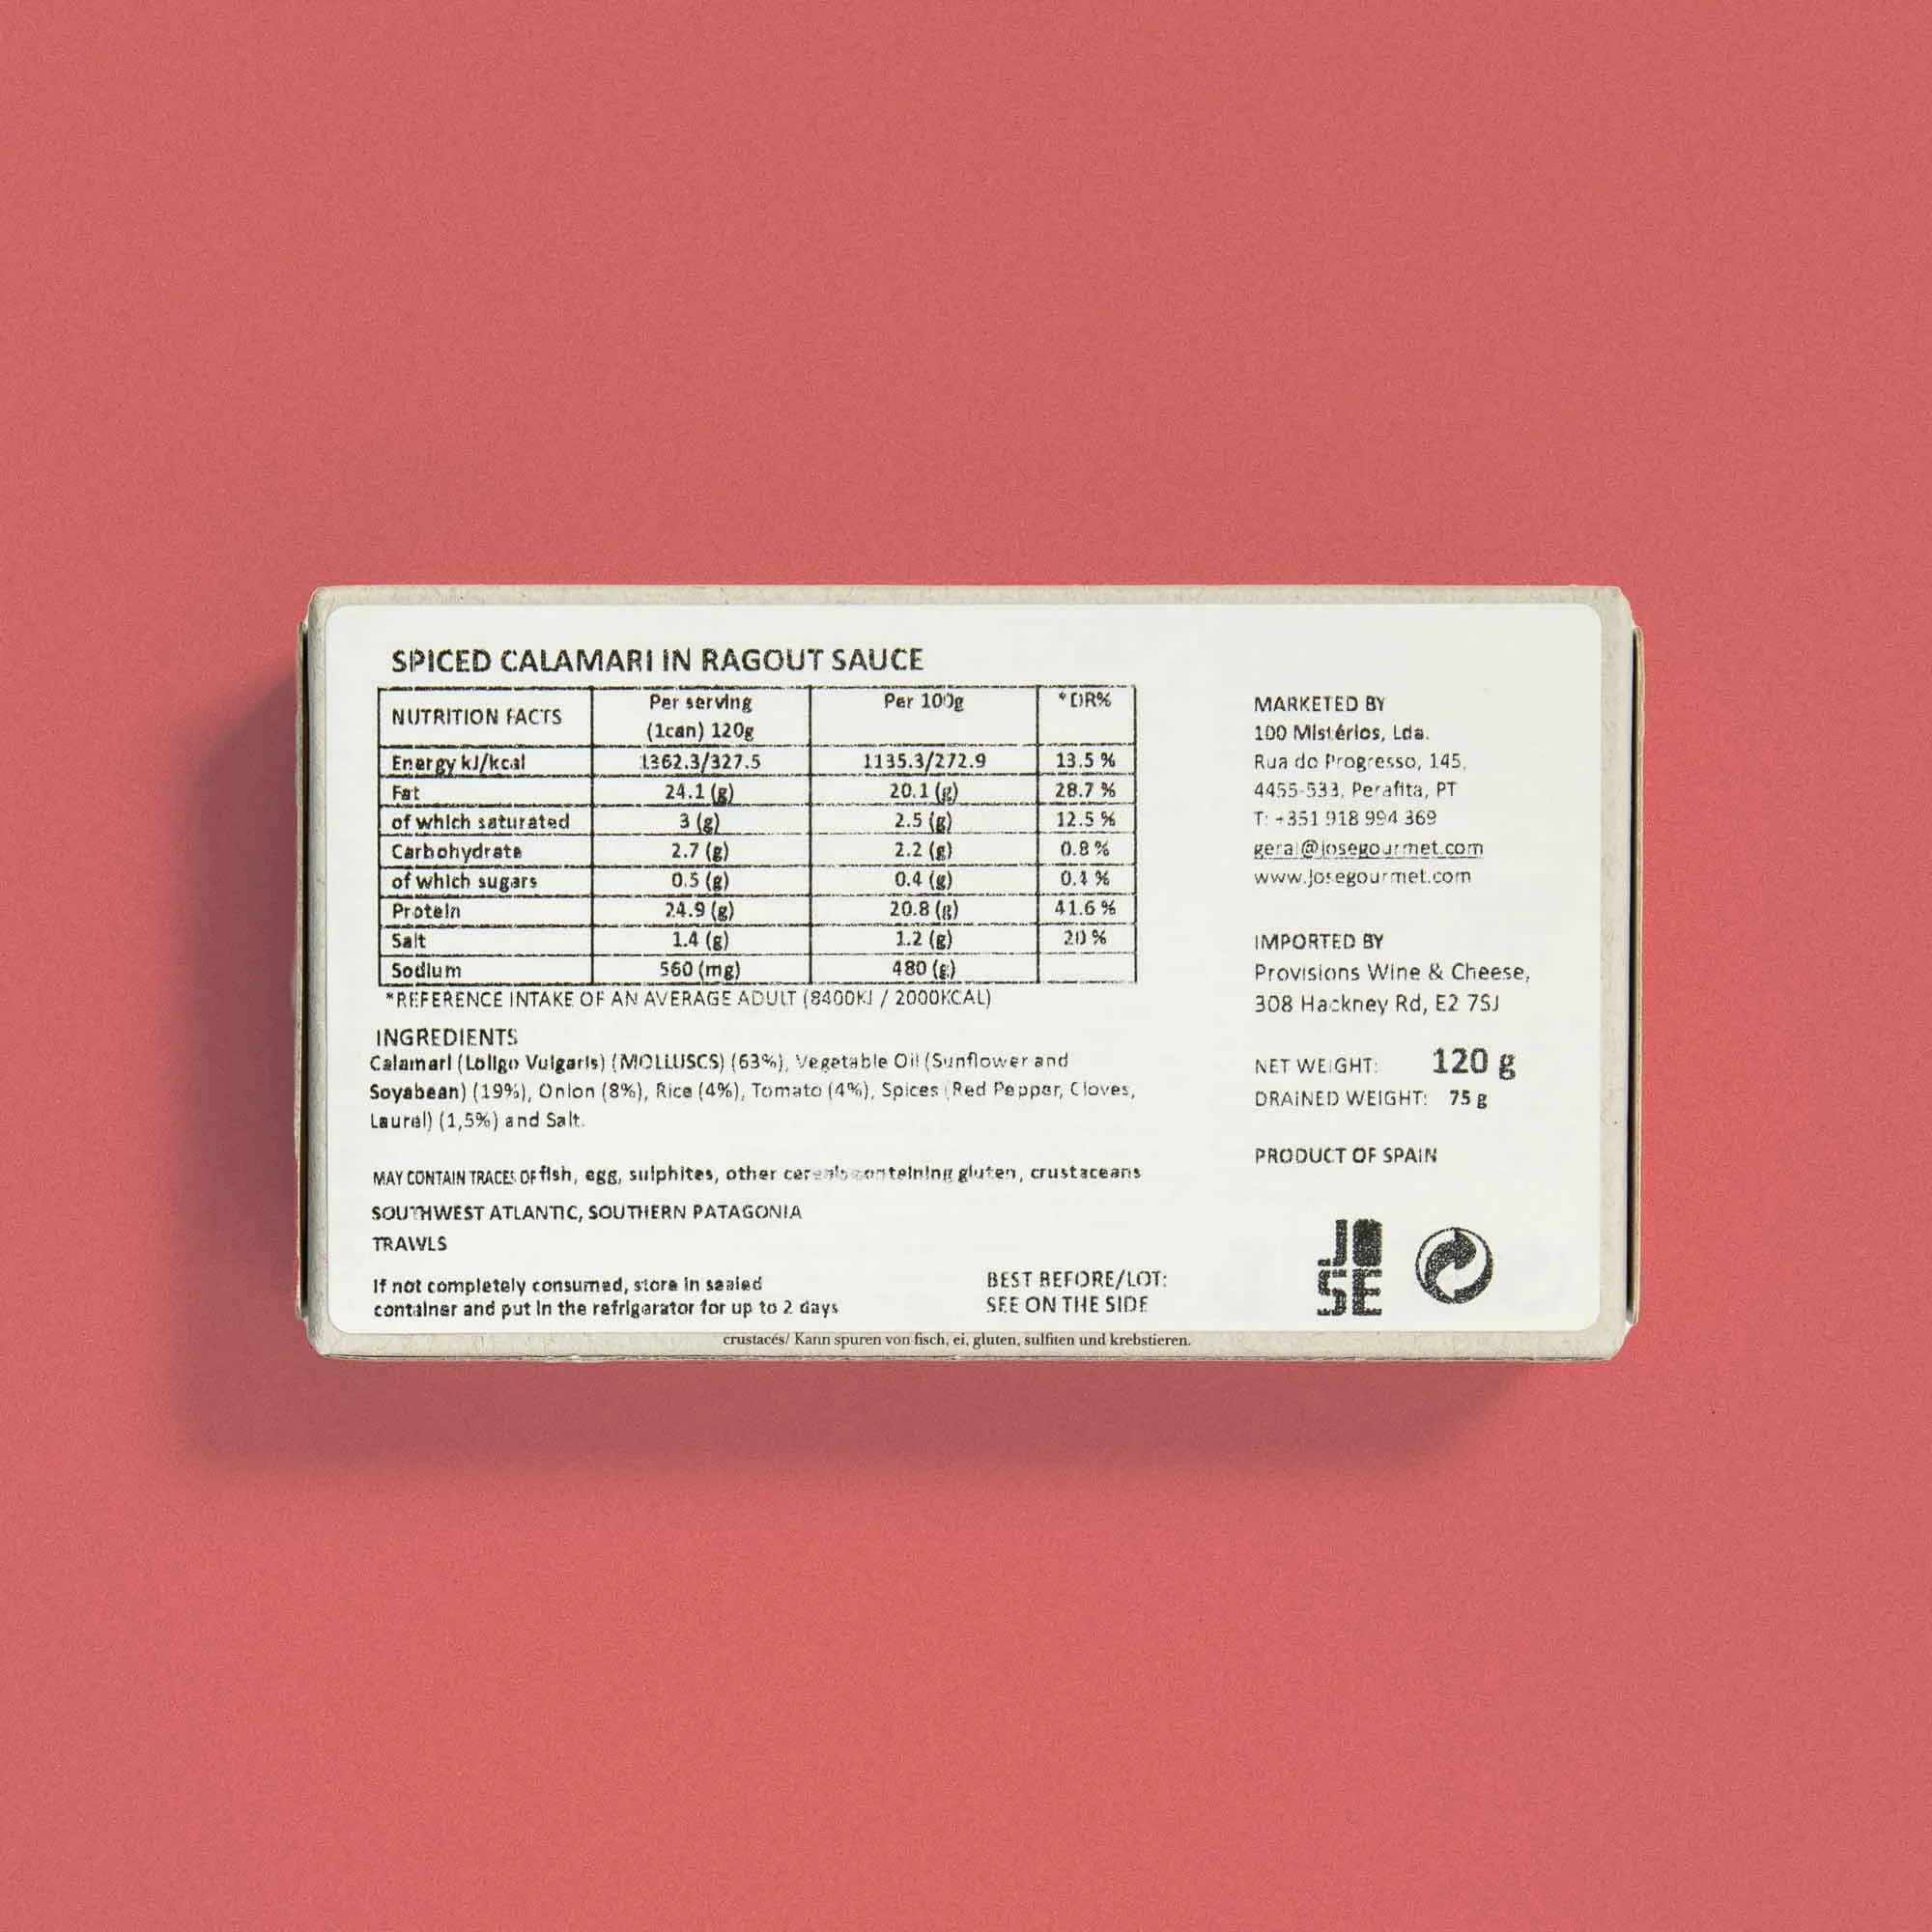 SPICED CALAMARI IN RAGOUT SAUCE
NUTRITION FACTS Per serving (1can) 120g Per 100g *DR%
Energy kJ/kcal 1362.3/327.5 1135.3/272.9 13.5 %
Fat 24.1 (g) 20.1 (g) 28.7 %
of which saturated 3 (g) 2.5 (g) 12.5 %
Carbohydrate 2.7 (g) 2.2 (g) 0.8 %
of which sugars 0.5 (g) 0.4 (g) 0.4 %
Protein 24.9 (g) 20.8 (g) 41.6 %
Salt 1.4 (g) 1.2 (g) 20 %
Sodium 560 (mg) 480 (g)
*REFERENCE INTAKE OF AN AVERAGE ADULT (8400KJ / 2000KCAL)
INGREDIENTS
Calamari (Loligo Vulgaris) (MOLLUSCS) (63%), Vegetable Oil (Sunflower and
Soyabean) (19%), Onion (8%), Rice (4%), Tomato (4%), Spices (Red Pepper, Cloves,
Laurel) (1,5%) and Salt.
MAY CONTAIN TRACES OF fish, egg, sulphites, other cereals containing gluten, crustaceans
SOUTHWEST ATLANTIC, SOUTHERN PATAGONIA
TRAWLS
If not completely consumed, store in sealed
container and put in the refrigerator for up to 2 days
BEST BEFORE/LOT:
SEE ON THE SIDE
MARKETED BY
100 Mistérios, Lda.
Rua do Progresso, 145,
4455-533, Perafita, PT
T: +351 918 994 369
geral@josegourmet.com
www.josegourmet.com
IMPORTED BY
Provisions Wine & Cheese,
308 Hackney Rd, E2 7SJ
NET WEIGHT: 120 g
DRAINED WEIGHT: 75 g
PRODUCT OF SPAIN
JO
SE
crustacés/ Kann spuren von fisch, ei, gluten, sulfiten und krebstieren.